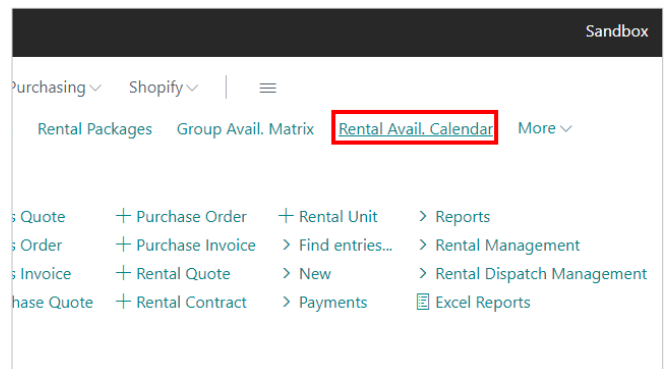 Sandbox
Purchasing Shopify
Rental Packages Group Avail. Matrix Rental Avail. Calendar More
Quote + Purchase Order + Rental Unit > Reports
Order + Purchase Invoice > Find entries... > Rental Management
Invoice + Rental Quote > New > Rental Dispatch Management
Quote + Rental Contract > Payments Excel Reports